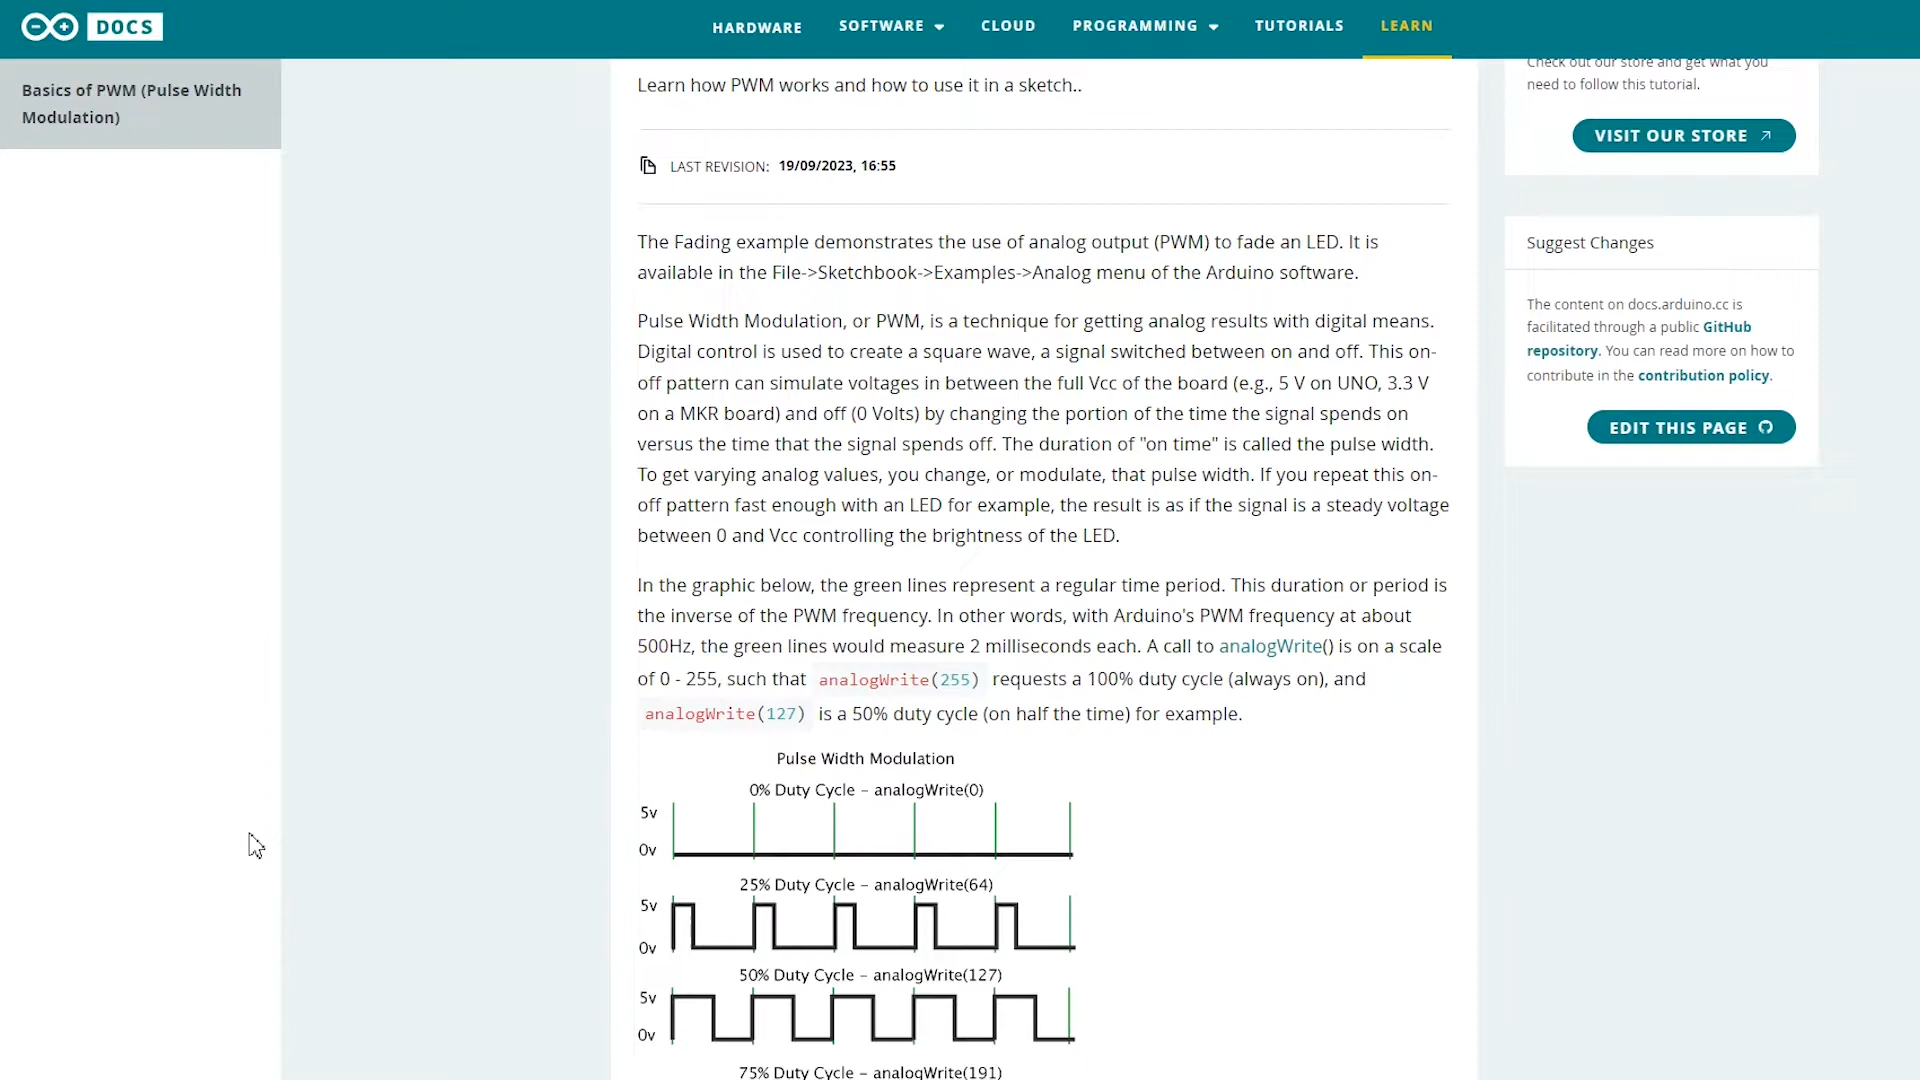 DOCS
HARDWARE
SOFTWARE
CLOUD
PROGRAMMING
TUTORIALS
LEARN
Basics of PWM (Pulse Width
Modulation)
Learn how PWM works and how to use it in a sketch..
LAST REVISION: 19/09/2023, 16:55
The Fading example demonstrates the use of analog output (PWM) to fade an LED. It is
available in the File->Sketchbook->Examples->Analog menu of the Arduino software.
Pulse Width Modulation, or PWM, is a technique for getting analog results with digital means.
Digital control is used to create a square wave, a signal switched between on and off. This on-
off pattern can simulate voltages in between the full Vcc of the board (e.g., 5 V on UNO, 3.3 V
on a MKR board) and off (0 Volts) by changing the portion of the time the signal spends on
versus the time that the signal spends off. The duration of "on time" is called the pulse width.
To get varying analog values, you change, or modulate, that pulse width. If you repeat this on-
off pattern fast enough with an LED for example, the result is as if the signal is a steady voltage
between 0 and Vcc controlling the brightness of the LED.
In the graphic below, the green lines represent a regular time period. This duration or period is
the inverse of the PWM frequency. In other words, with Arduino's PWM frequency at about
500Hz, the green lines would measure 2 milliseconds each. A call to analogWrite() is on a scale
of 0 - 255, such that analogWrite(255) requests a 100% duty cycle (always on), and
analogWrite(127) is a 50% duty cycle (on half the time) for example.
Pulse Width Modulation
0% Duty Cycle – analogWrite(0)
5v
0v
25% Duty Cycle – analogWrite(64)
5v
0v
50% Duty Cycle – analogWrite(127)
5v
0v
75% Duty Cycle – analogWrite(191)
Check out our store and get what you
need to follow this tutorial.
VISIT OUR STORE
Suggest Changes
The content on docs.arduino.cc is
facilitated through a public GitHub
repository. You can read more on how to
contribute in the contribution policy.
EDIT THIS PAGE